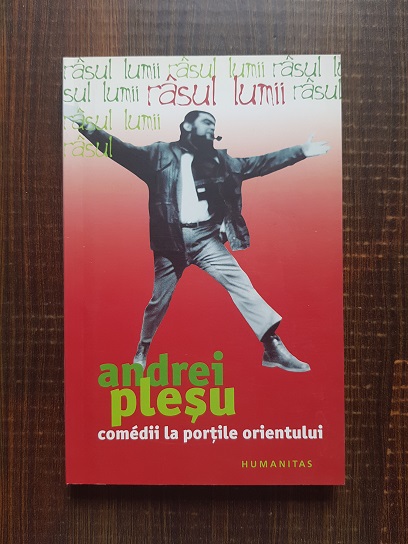 râsul lumii râsul lumii râsul lu
sul lumii râsul lumii râsul
râsul lumii
râsul
andrei
pleşu
comédii la porţile orientului
HUMANITAS